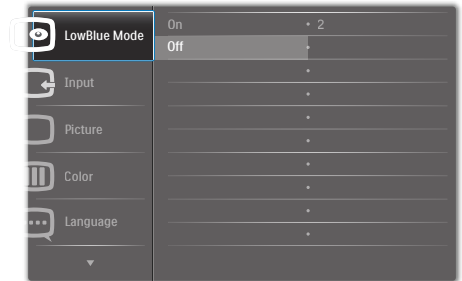 LowBlue Mode
On • 2
Off •
Input
Picture
Color
Language